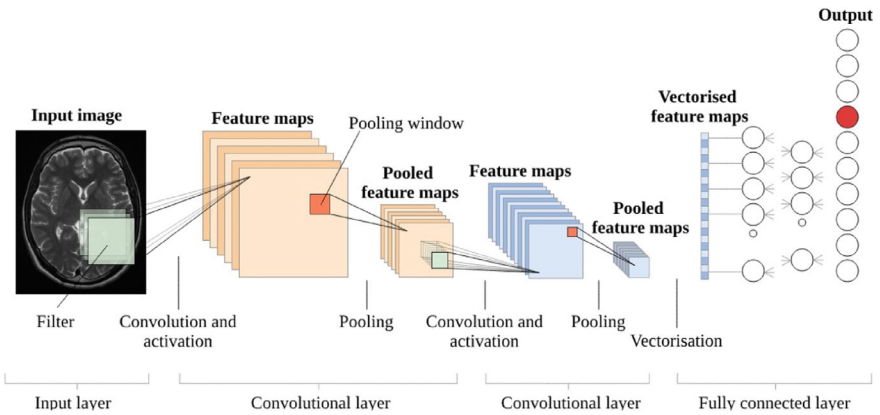 Output
Input image
Feature maps
Pooling window
Vectorised
feature maps
Pooled
feature maps
Feature maps
Pooled
feature maps
Filter
Convolution and
activation
Pooling
Convolution and
activation
Pooling
Vectorisation
Input layer
Convolutional layer
Convolutional layer
Fully connected layer